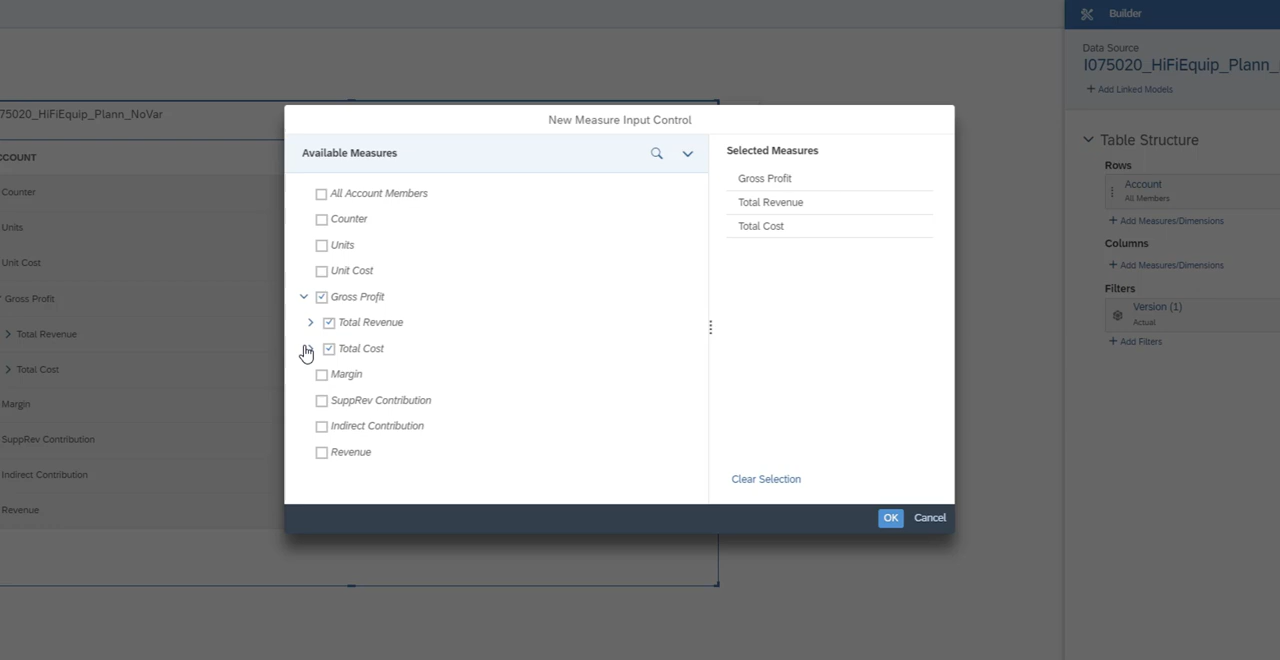 Builder
Data Source
I075020_HiFiEquip_Plann_
Add Linked Models
75020_HiFiEquip_Plann_NoVar
CCOUNT
Counter
Units
Unit Cost
Gross Profit
Total Revenue
Total Cost
Margin
SuppRev Contribution
Indirect Contribution
Revenue
New Measure Input Control
Available Measures
All Account Members
Counter
Units
Unit Cost
Gross Profit
Total Revenue
Total Cost
Margin
SuppRev Contribution
Indirect Contribution
Revenue
Selected Measures
Gross Profit
Total Revenue
Total Cost
Clear Selection
OK Cancel
Table Structure
Rows
Account
All Members
+ Add Measures/Dimensions
Columns
+ Add Measures/Dimensions
Filters
Version (1)
Actual
+ Add Filters